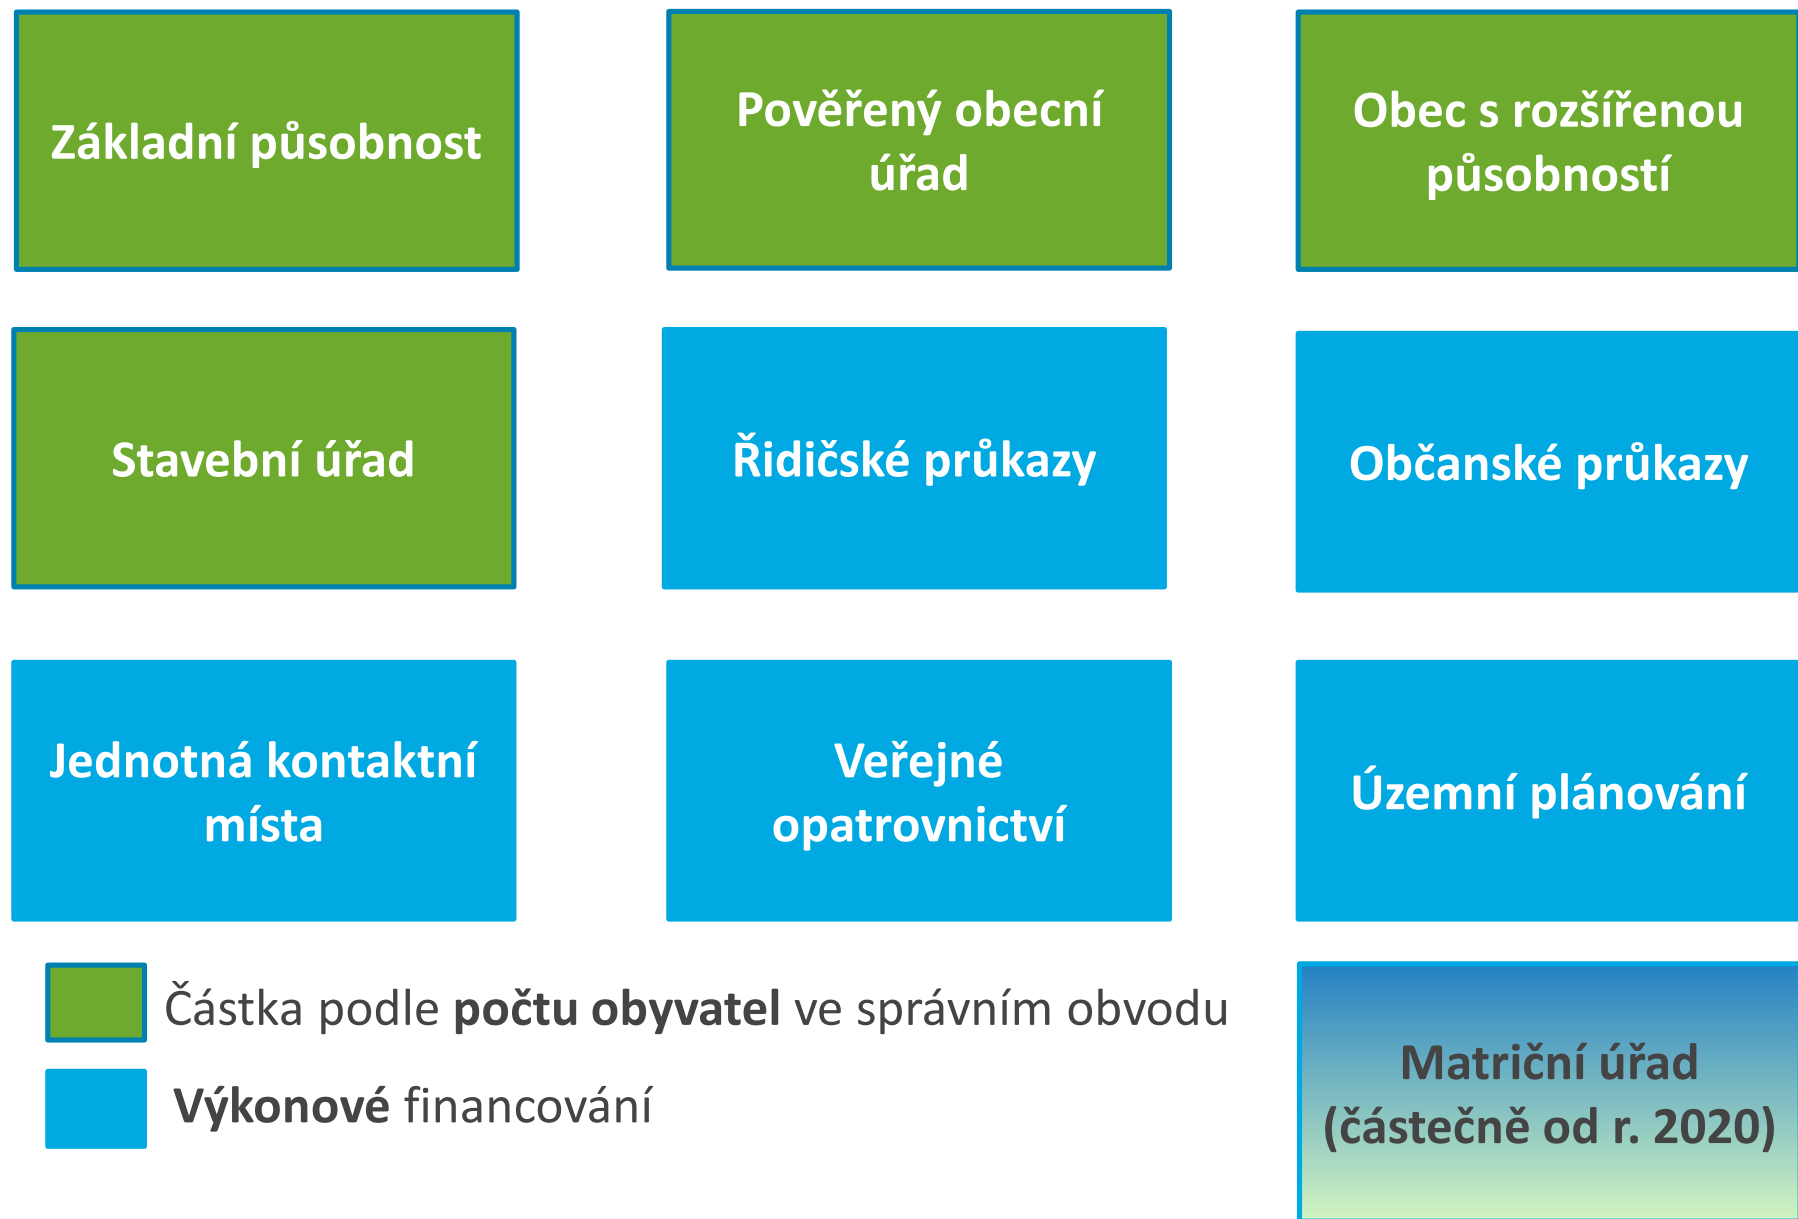 Základní působnost
Pověřený obecní
úřad
Obec s rozšířenou
působností
Stavební úřad
Řidičské průkazy
Občanské průkazy
Jednotná kontaktní
místa
Veřejné
opatrovnictví
Územní plánování
Částka podle počtu obyvatel ve správním obvodu
Výkonové financování
Matriční úřad
(částečně od r. 2020)